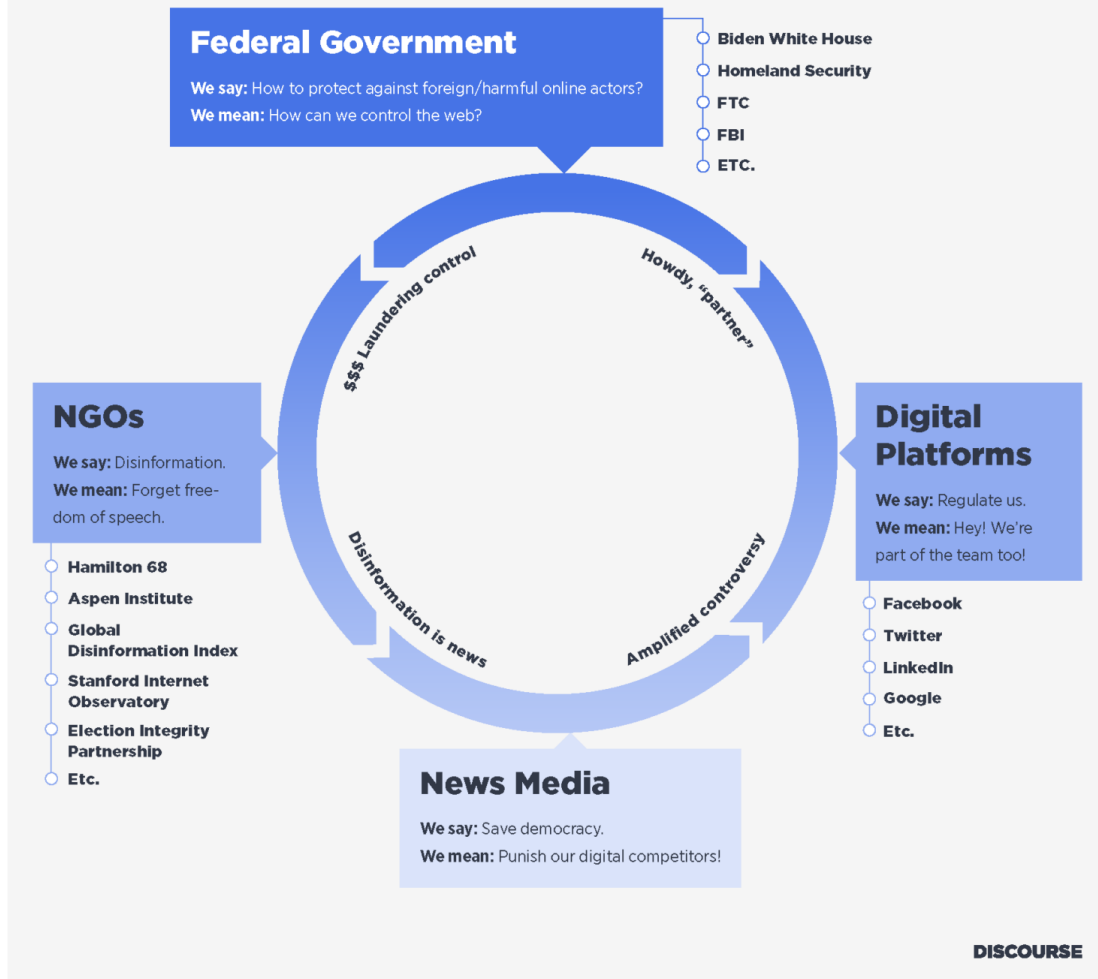 Federal Government
We say: How to protect against foreign/harmful online actors?
We mean: How can we control the web?
Biden White House
Homeland Security
FTC
FBI
ETC.
$$$ Laundering control
Howdy, “partner”
NGOs
We say: Disinformation.
We mean: Forget free-
dom of speech.
Hamilton 68
Aspen Institute
Global
Disinformation Index
Stanford Internet
Observatory
Election Integrity
Partnership
Etc.
Digital
Platforms
We say: Regulate us.
We mean: Hey! We’re
part of the team too!
Facebook
Twitter
LinkedIn
Google
Etc.
Disinformation is news
Amplified controversy
News Media
We say: Save democracy.
We mean: Punish our digital competitors!
DISCOURSE